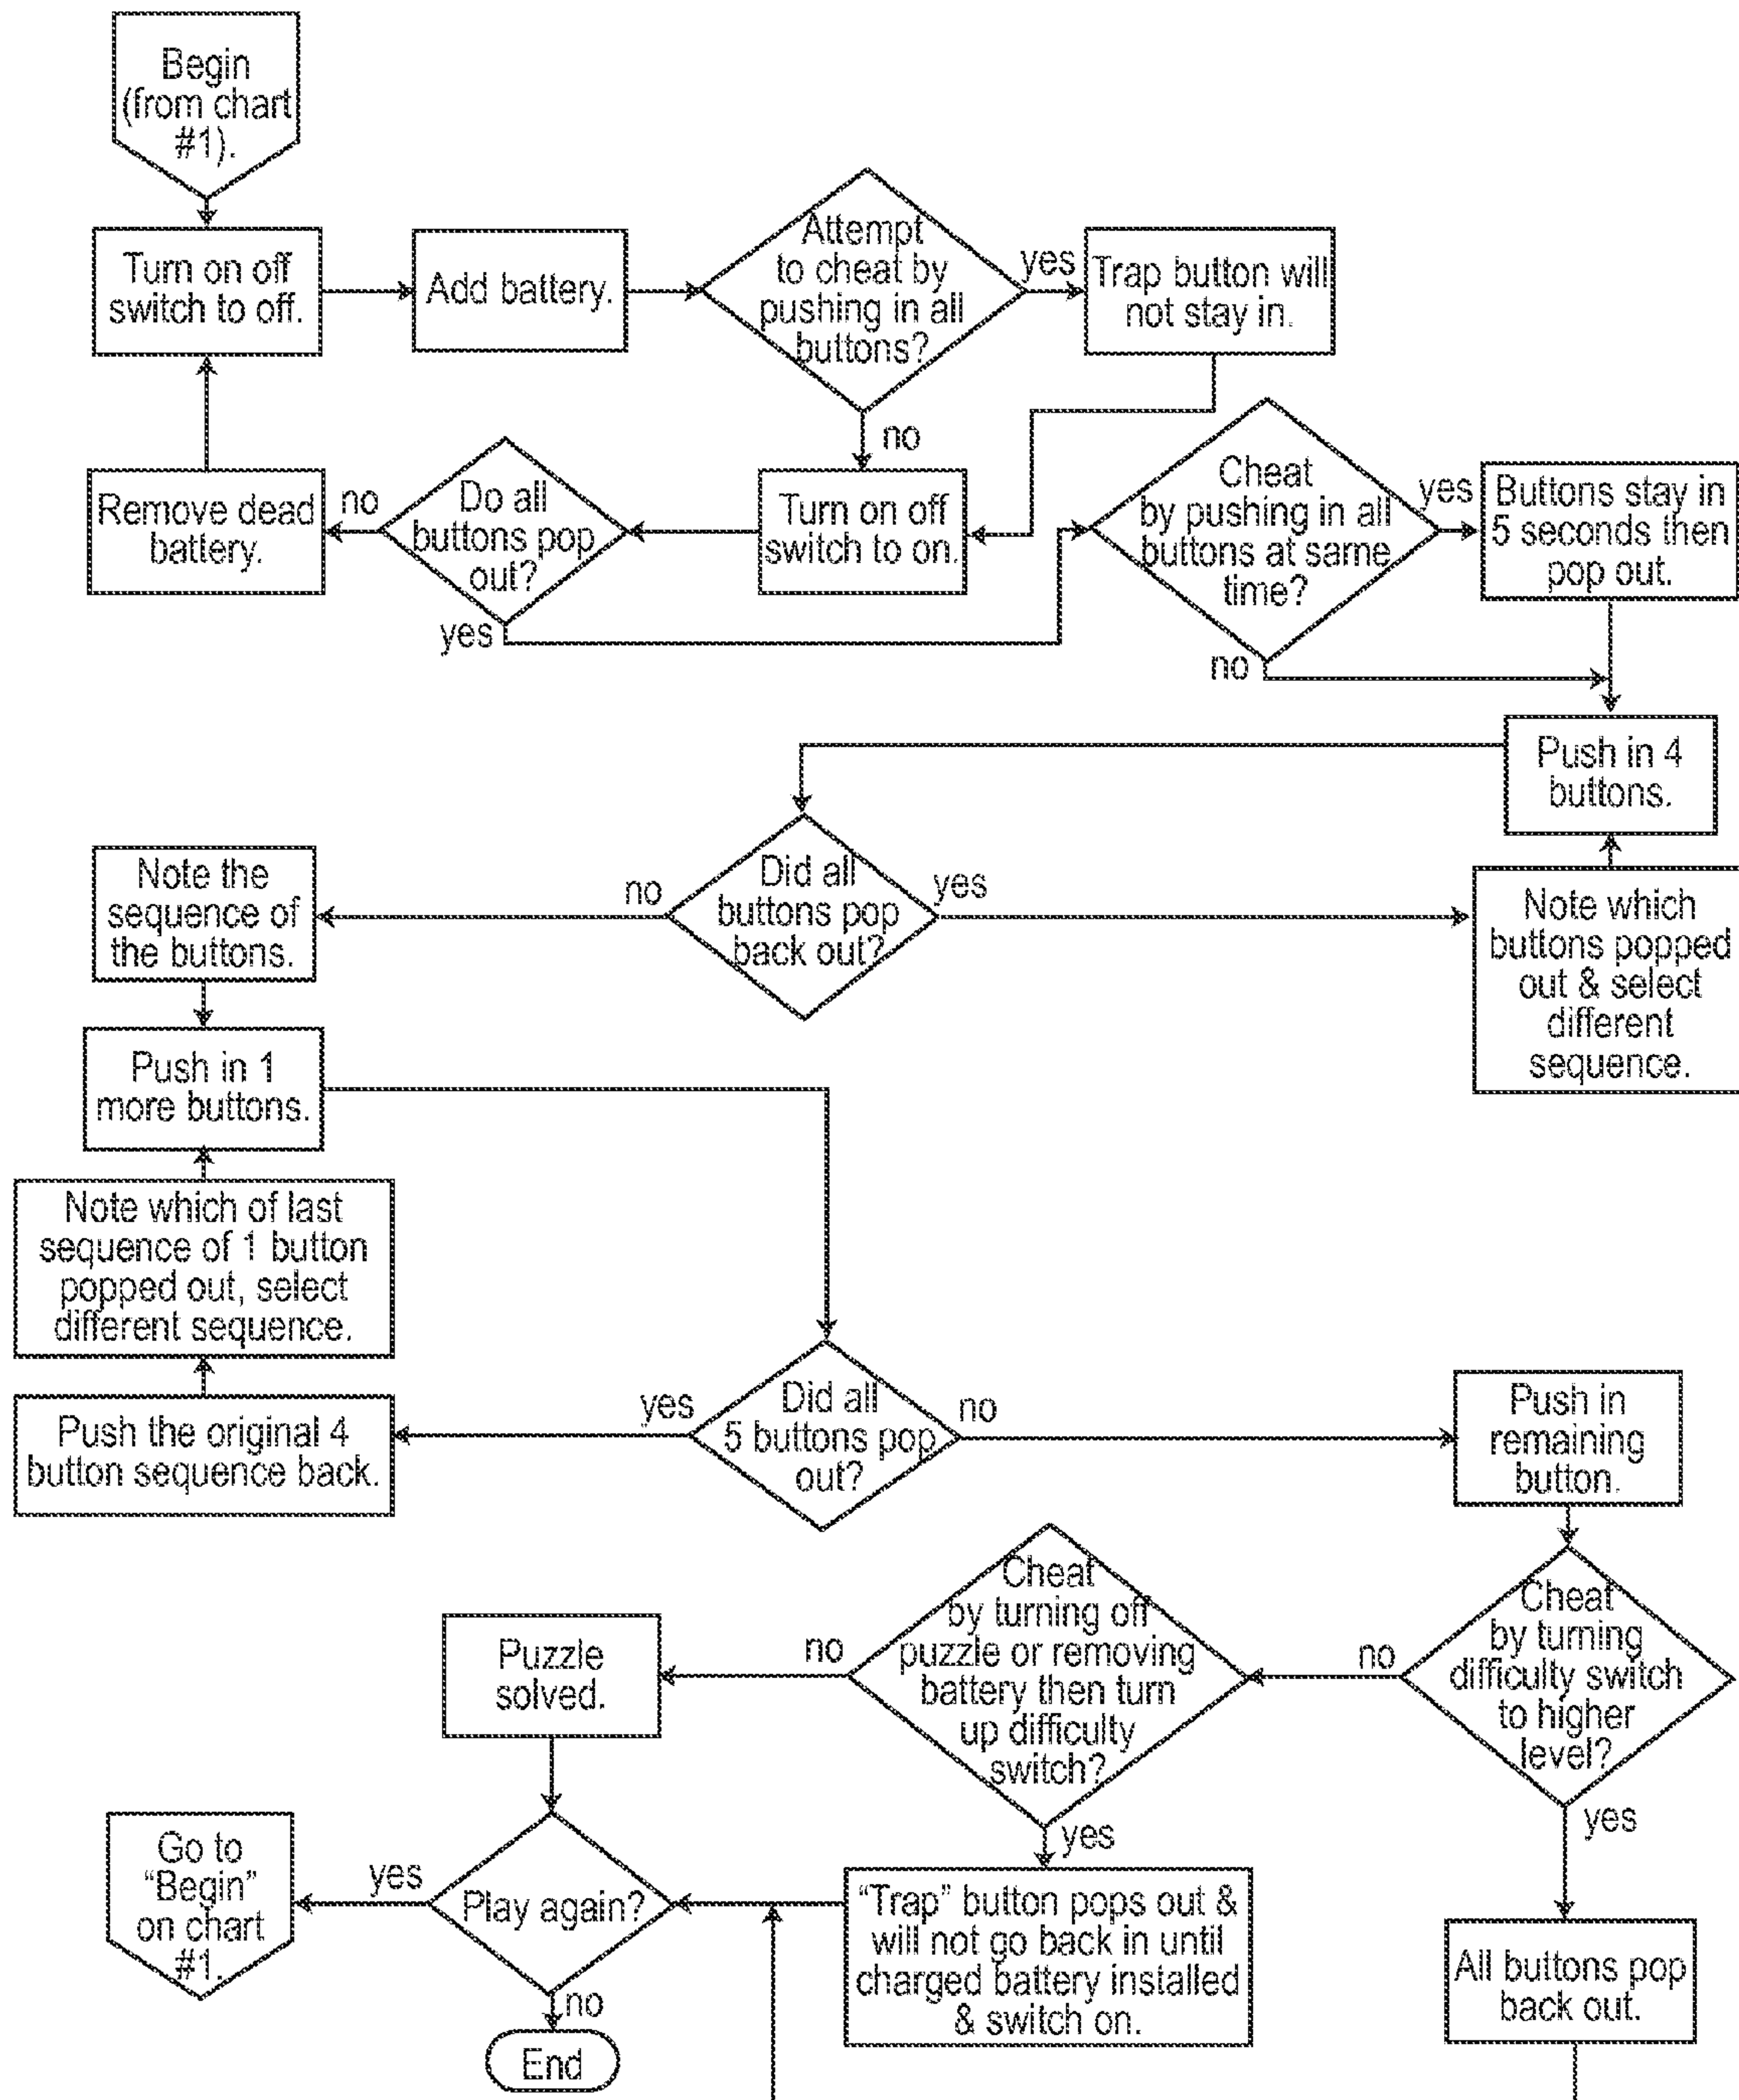 Begin
(from chart
#1).
Turn on off
switch to off.
Add battery.
Attempt
to cheat by
pushing in all
buttons?
yes
Trap button will
not stay in.
no
Remove dead
battery.
no
Do all
buttons pop
out?
yes
Turn on off
switch to on.
Cheat
by pushing in all
buttons at same
time?
yes
Buttons stay in
5 seconds then
pop out.
no
Push in 4
buttons.
Note the
sequence of
the buttons.
no
Did all
buttons pop
back out?
yes
Note which
buttons popped
out & select
different
sequence.
Push in 1
more buttons.
Note which of last
sequence of 1 button
popped out, select
different sequence.
Push the original 4
button sequence back.
yes
Did all
5 buttons pop
out?
no
Push in
remaining
button.
Puzzle
solved.
no
Cheat
by turning off
puzzle or removing
battery then turn
up difficulty
switch?
no
Cheat
by turning
difficulty switch
to higher
level?
yes
yes
Go to
“Begin”
on chart
#1.
yes
Play again?
no
End
“Trap” button pops out &
will not go back in until
charged battery installed
& switch on.
All buttons pop
back out.